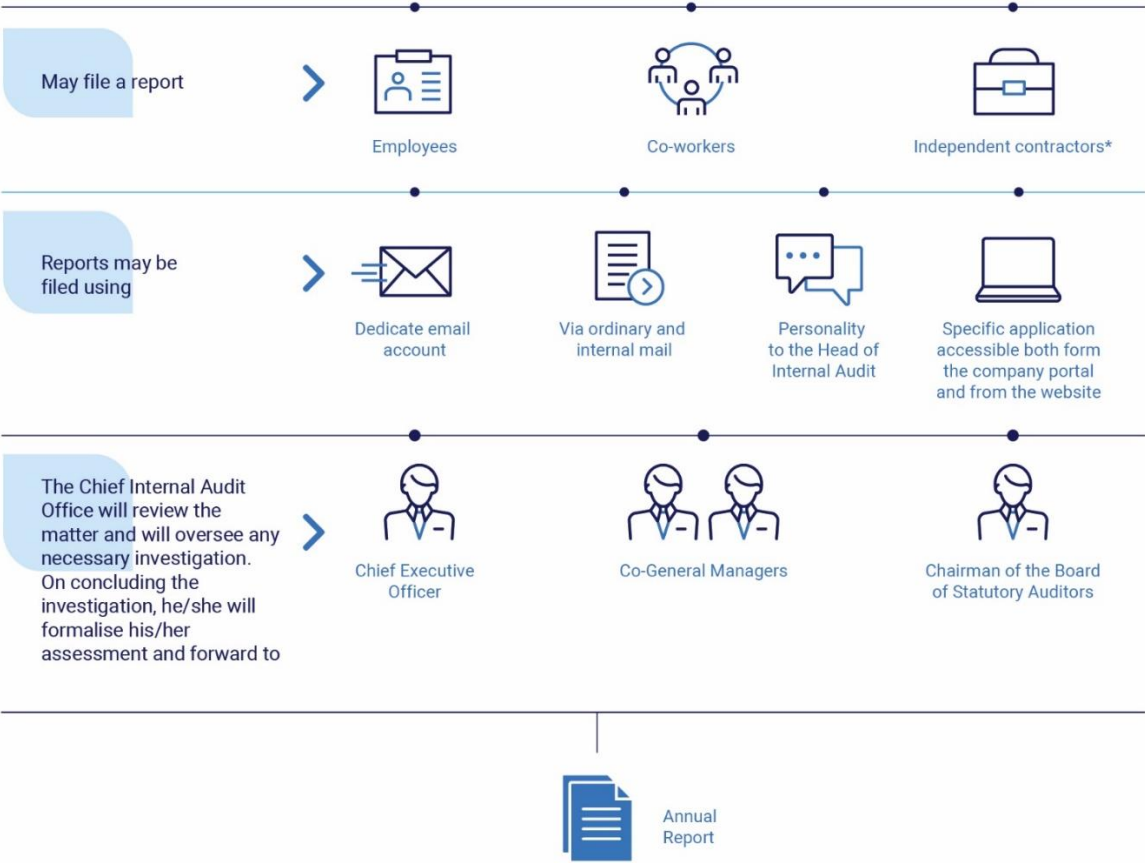 May file a report
Employees
Co-workers
Independent contractors*
Reports may be
filed using
Dedicate email
account
Via ordinary and
internal mail
Personality
to the Head of
Internal Audit
Specific application
accessible both form
the company portal
and from the website
The Chief Internal Audit
Office will review the
matter and will oversee any
necessary investigation.
On concluding the
investigation, he/she will
formalise his/her
assessment and forward to
Chief Executive
Officer
Co-General Managers
Chairman of the Board
of Statutory Auditors
Annual
Report